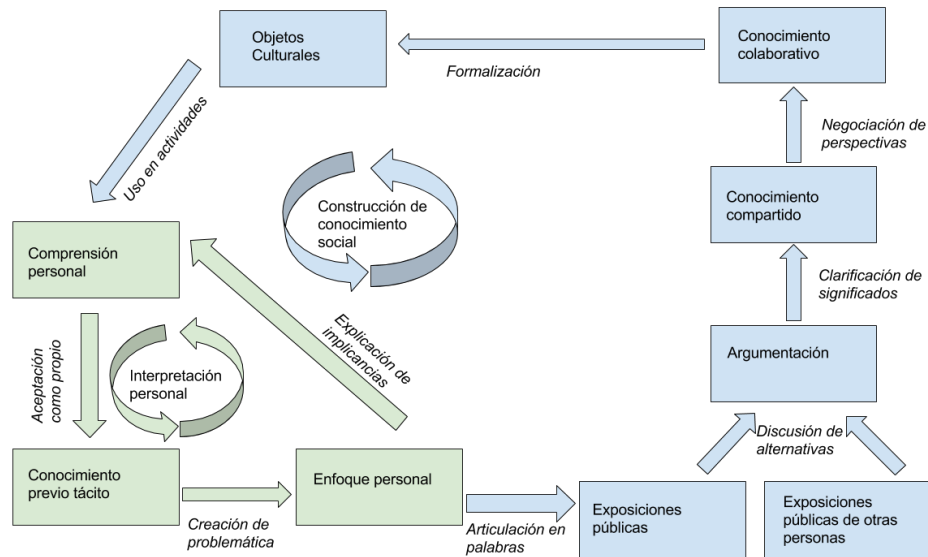 Objetos
Culturales
Formalización
Conocimiento
colaborativo
Uso en actividades
Negociación de
perspectivas
Construcción de
conocimiento
social
Conocimiento
compartido
Comprensión
personal
Clarificación de
significados
Explicación de
implicancias
Aceptación
como propio
Interpretación
personal
Argumentación
Discusión de
alternativas
Conocimiento
previo tácito
Creación de
problemática
Enfoque personal
Articulación en
palabras
Exposiciones
públicas
Exposiciones
públicas de otras
personas